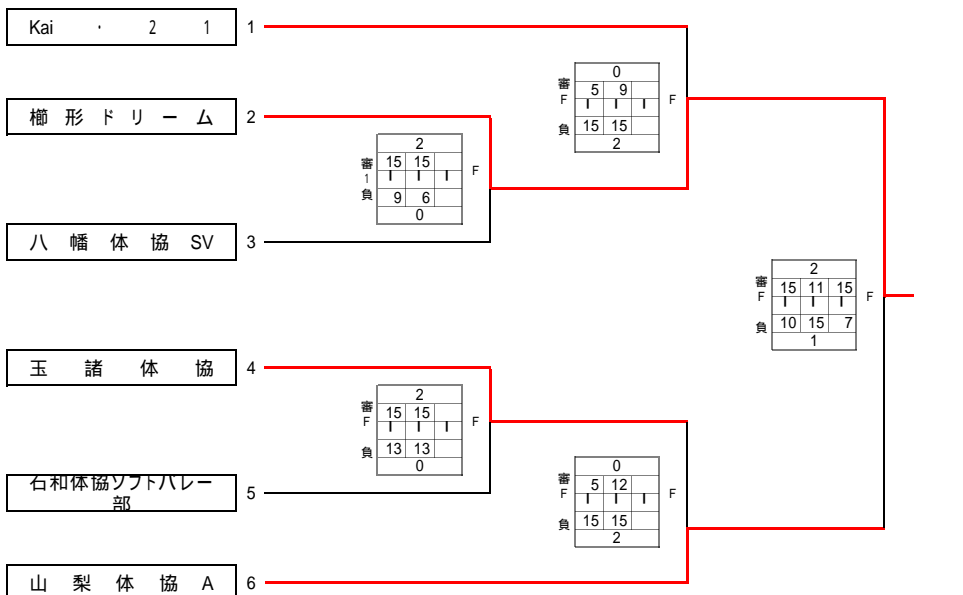 Kai ・ 2 1 1
0
審 5 9
F F
負 15 15
2
櫛 形 ド リ ー ム 2
2
審 15 15
1 F
負 9 6
0
八 幡 体 協 SV 3
2
審 15 11 15
F F
負 10 15 7
1
玉 諸 体 協 4
2
審 15 15
F F
負 13 13
0
石和体協ソフトバレー
部 5
0
審 5 12
F F
負 15 15
2
山 梨 体 協 A 6